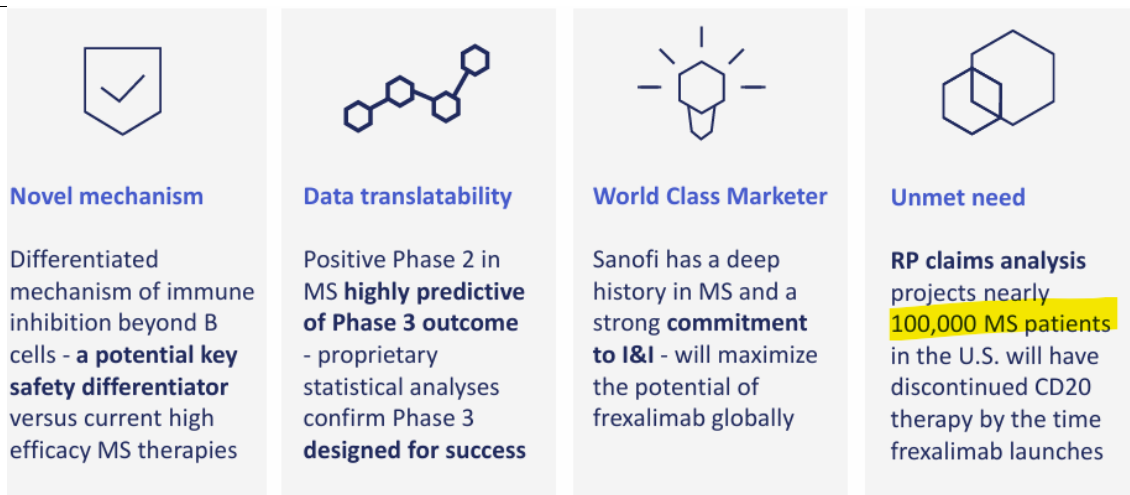 Novel mechanism
Differentiated
mechanism of immune
inhibition beyond B
cells - a potential key
safety differentiator
versus current high
efficacy MS therapies
Data translatability
Positive Phase 2 in
MS highly predictive
of Phase 3 outcome
- proprietary
statistical analyses
confirm Phase 3
designed for success
World Class Marketer
Sanofi has a deep
history in MS and a
strong commitment
to I&I - will maximize
the potential of
frexalimab globally
Unmet need
RP claims analysis
projects nearly
100,000 MS patients
in the U.S. will have
discontinued CD20
therapy by the time
frexalimab launches